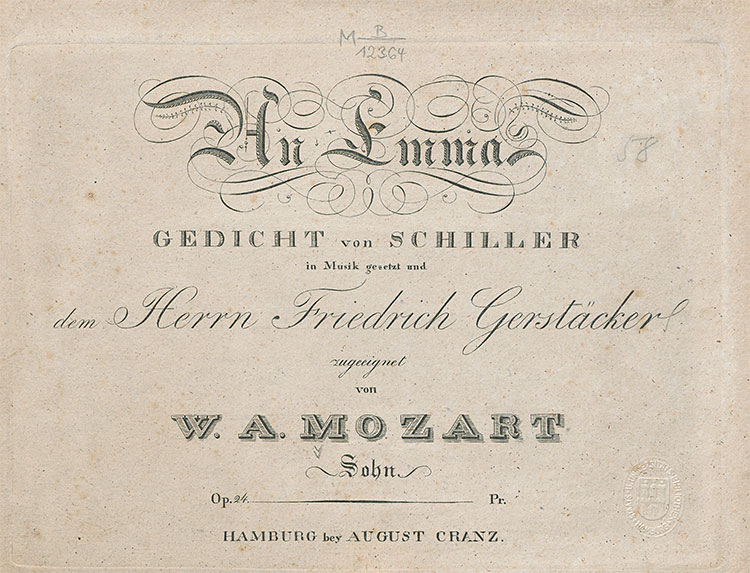 M B
12364
An Emma
58
GEDICHT von SCHILLER
in Musik gesetzt und
dem Herrn Friedrich Gerstäcker
zugeeignet
von
W. A. MOZART
Sohn
Op. 24. Pr.
HAMBURG bey AUGUST CRANZ.